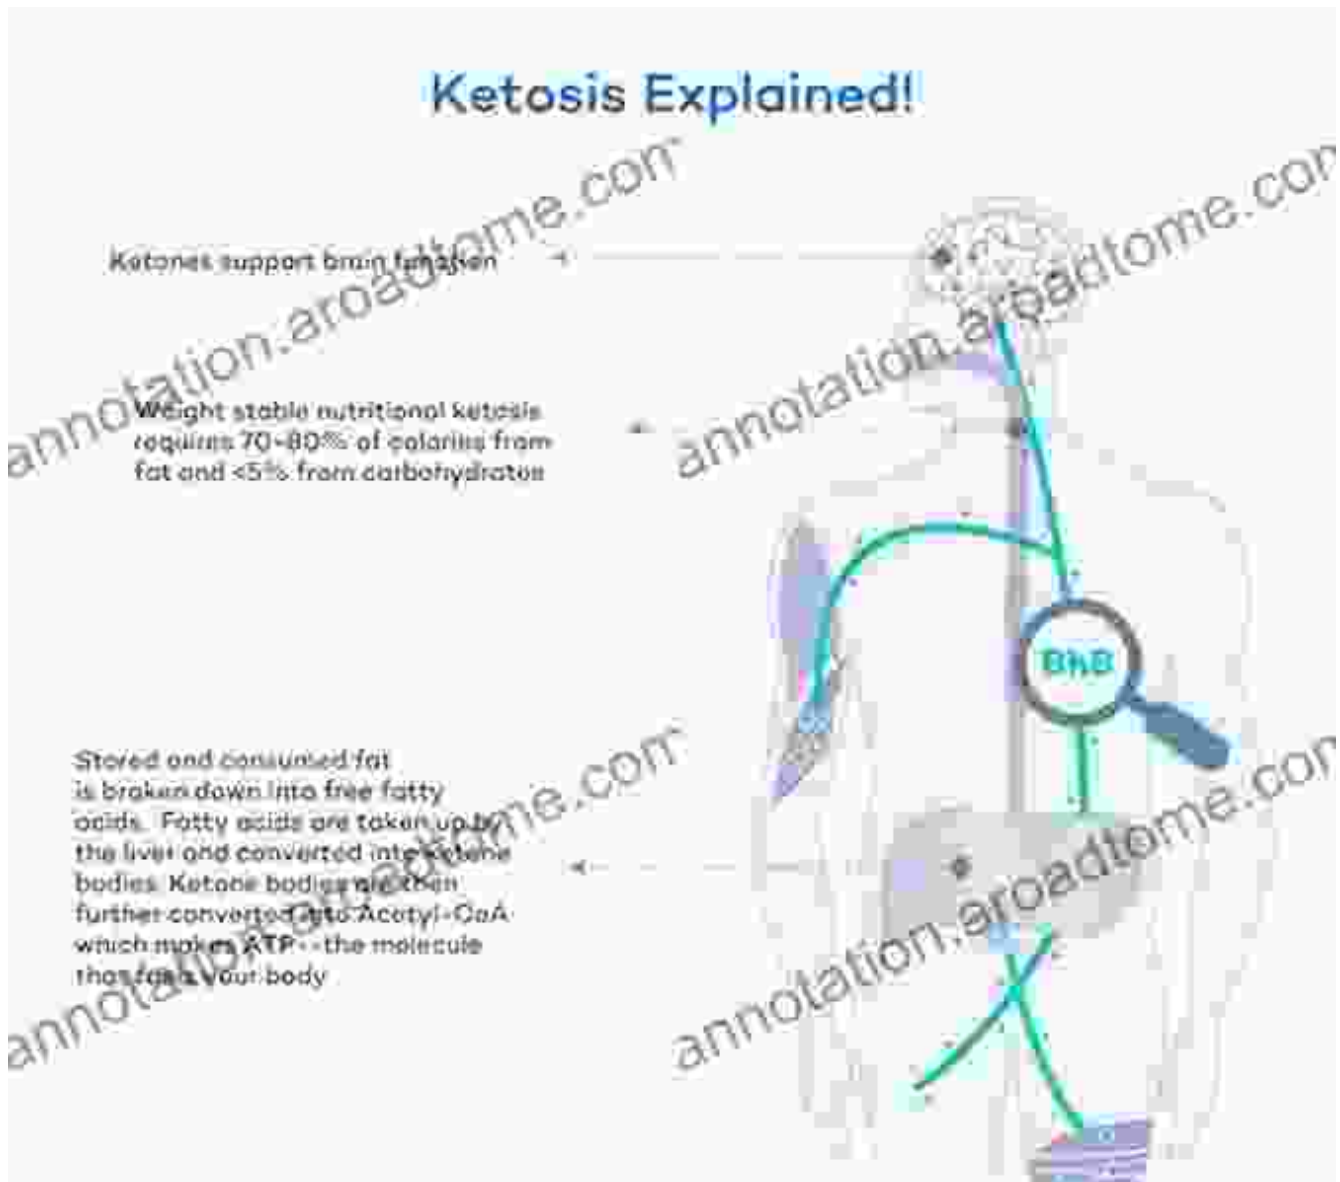 Ketosis Explained!
Ketones support brain function
Weight stable nutritional ketosis
requires 70-80% of calories from
fat and <5% from carbohydrates
BhB
Stored and consumed fat
is broken down into free fatty
acids. Fatty acids are taken up by
the liver and converted into ketone
bodies. Ketone bodies are then
further converted into Acetyl-CoA
which makes ATP--the molecule
that fuels your body
annotation.aroadtome.com
annotation.aroadtome.com
annotation.aroadtome.com
annotation.aroadtome.com